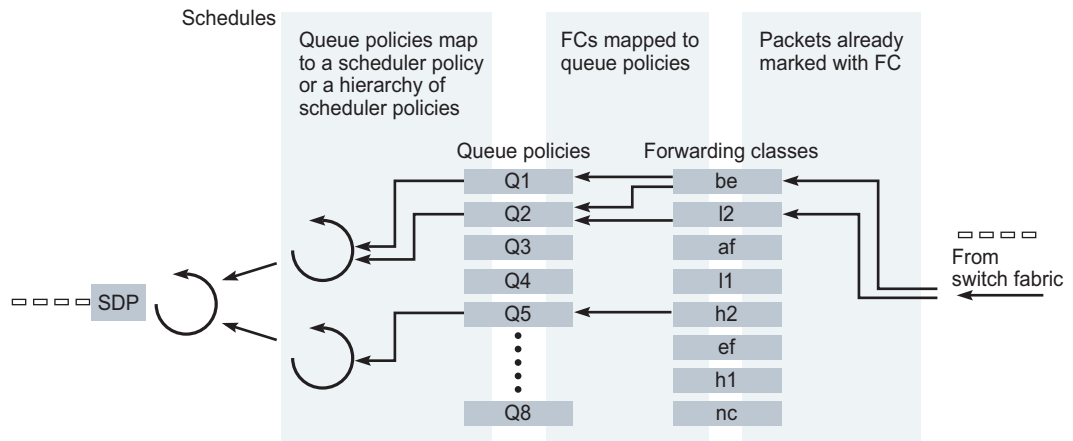 Schedules
Queue policies map
to a scheduler policy
or a hierarchy of
scheduler policies
FCs mapped to
queue policies
Packets already
marked with FC
Queue policies
Forwarding classes
Q1
be
Q2
l2
Q3
af
Q4
l1
Q5
h2
ef
h1
Q8
nc
From
switch fabric
SDP